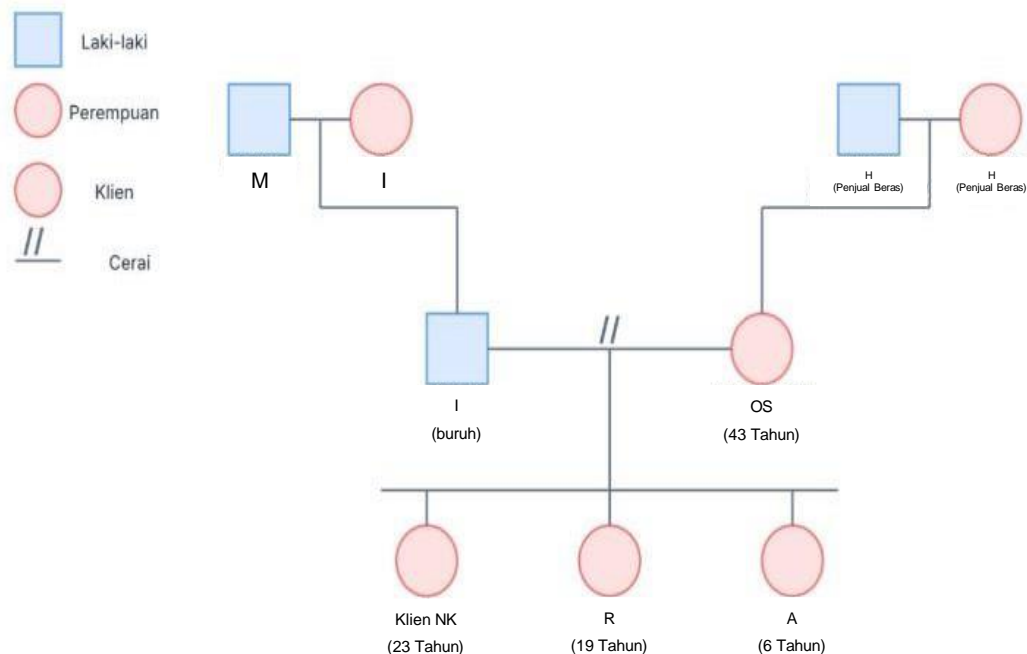 Laki-laki
Perempuan
Klien
//
Cerai
M
I
H
(Penjual Beras)
H
(Penjual Beras)
//
I
(buruh)
OS
(43 Tahun)
Klien NK
(23 Tahun)
R
(19 Tahun)
A
(6 Tahun)